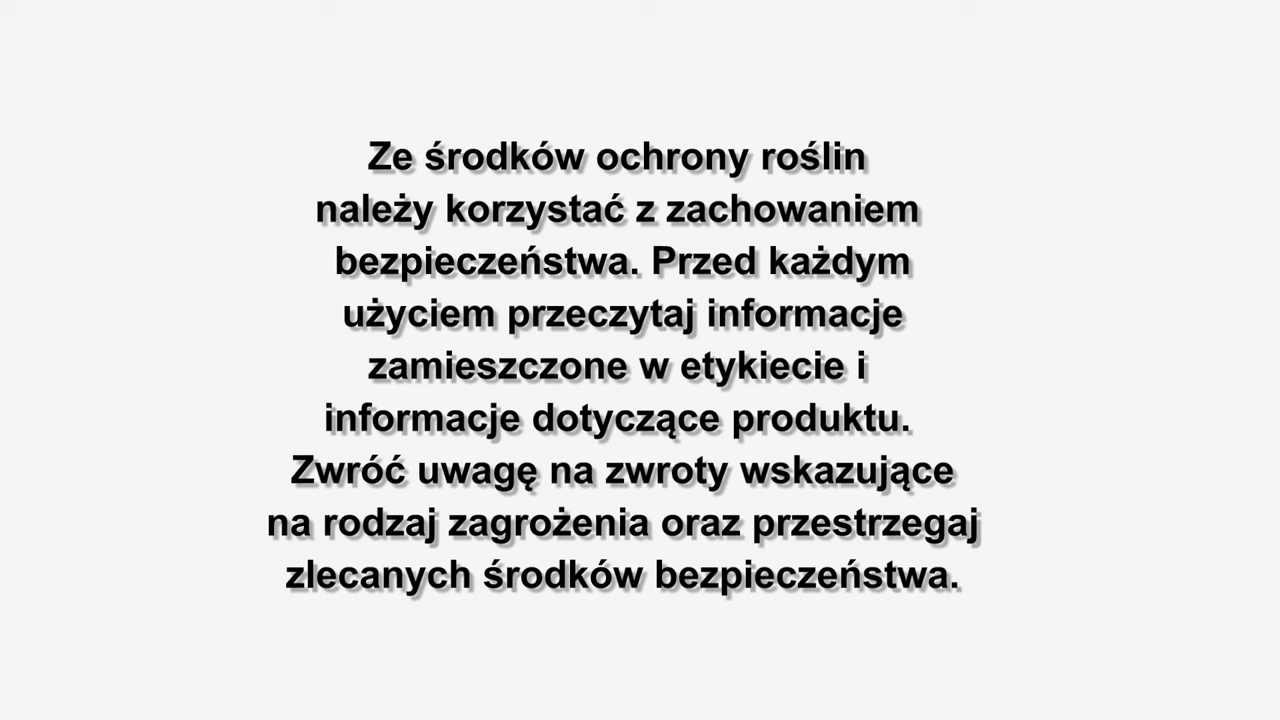 Ze środków ochrony roślin
należy korzystać z zachowaniem
bezpieczeństwa. Przed każdym
użyciem przeczytaj informacje
zamieszczone w etykiecie i
informacje dotyczące produktu.
Zwróć uwagę na zwroty wskazujące
na rodzaj zagrożenia oraz przestrzegaj
zlecanych środków bezpieczeństwa.